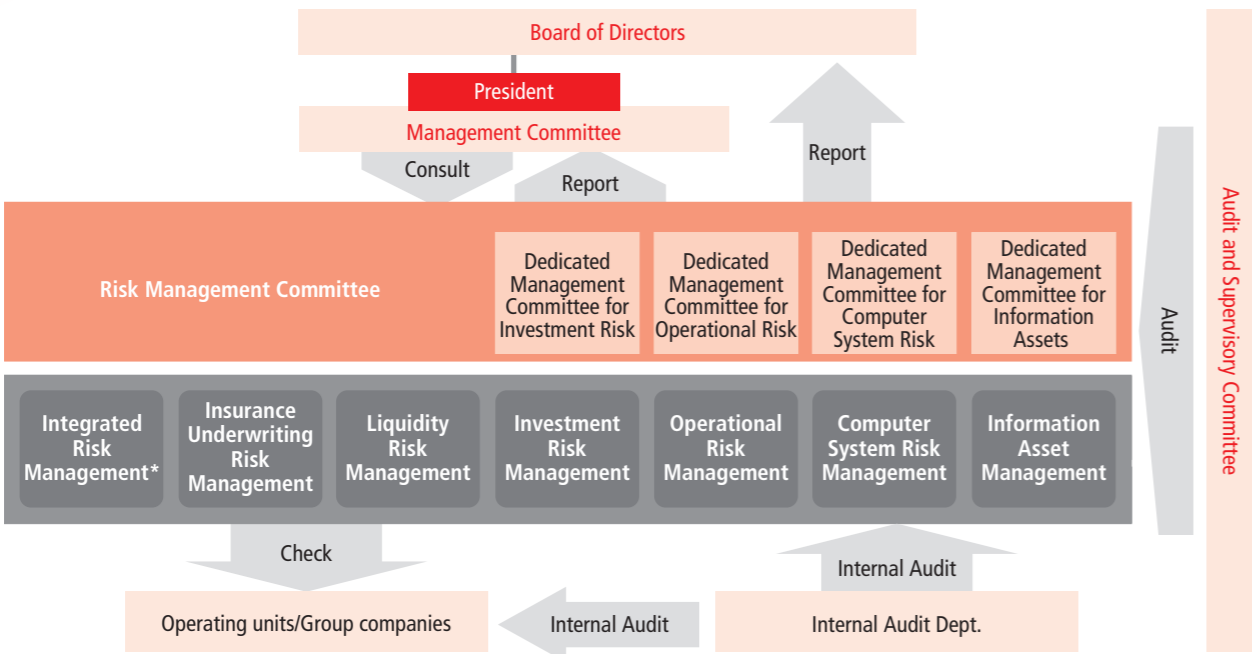 Board of Directors
President
Management Committee
Consult
Report
Report
Risk Management Committee
Dedicated
Management
Committee for
Investment Risk
Dedicated
Management
Committee for
Operational Risk
Dedicated
Management
Committee for
Computer
System Risk
Dedicated
Management
Committee for
Information
Assets
Audit
Audit and Supervisory Committee
Integrated
Risk
Management*
Insurance
Underwriting
Risk
Management
Liquidity
Risk
Management
Investment
Risk
Management
Operational
Risk
Management
Computer
System Risk
Management
Information
Asset
Management
Check
Internal Audit
Operating units/Group companies
Internal Audit
Internal Audit Dept.